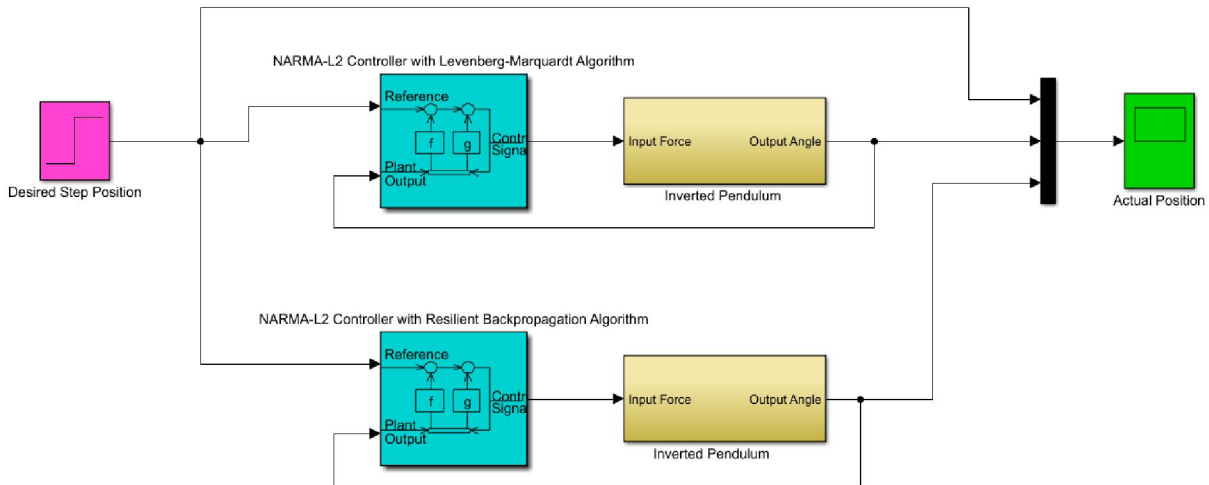 NARMA-L2 Controller with Levenberg-Marquardt Algorithm
Reference
f
g
Contr
Signa
Plant
Output
Input Force
Output Angle
Inverted Pendulum
Desired Step Position
Actual Position
NARMA-L2 Controller with Resilient Backpropagation Algorithm
Reference
f
g
Contr
Signa
Plant
Output
Input Force
Output Angle
Inverted Pendulum